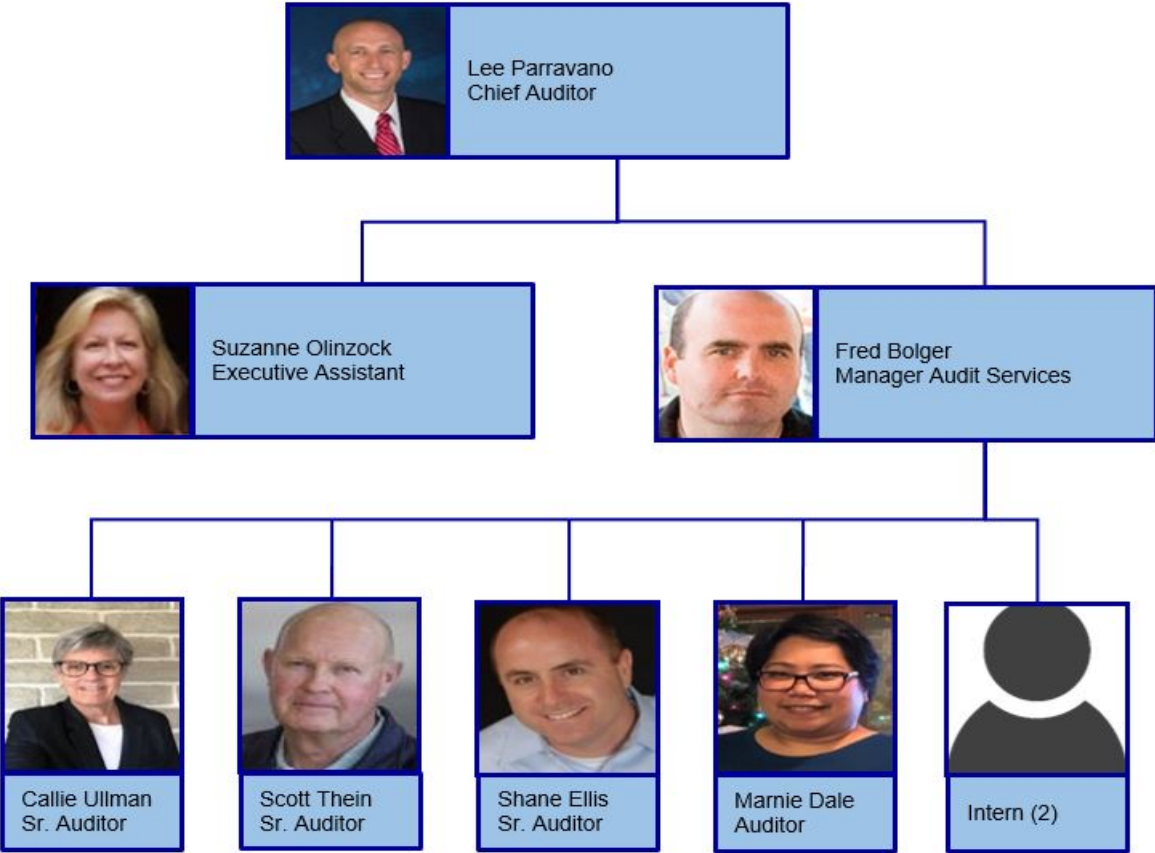 Lee Parravano
Chief Auditor
Suzanne Olinzock
Executive Assistant
Fred Bolger
Manager Audit Services
Callie Ullman
Sr. Auditor
Scott Thein
Sr. Auditor
Shane Ellis
Sr. Auditor
Marnie Dale
Auditor
Intern (2)